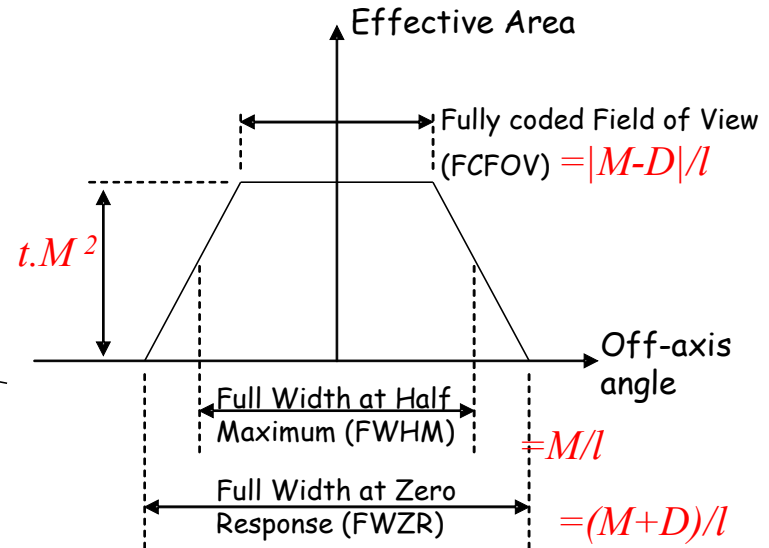 Effective Area
Fully coded Field of View
(FCFOV) =|M-D|/l
t.M²
Off-axis
angle
Full Width at Half
Maximum (FWHM)
=M/l
Full Width at Zero
Response (FWZR) =(M+D)/l